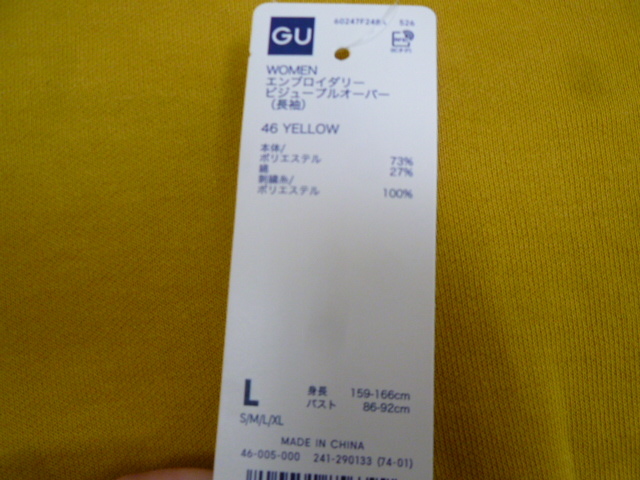 GU
526
WOMEN
エンブロイダリー
ビジュープルオーバー
（長袖）
46 YELLOW
本体/
ポリエステル 73%
綿 27%
刺繍糸/
ポリエステル 100%
L 身長 159-166cm
バスト 86-92cm
S/M/L/XL
MADE IN CHINA
46-005-000 241-290133 (74-01)